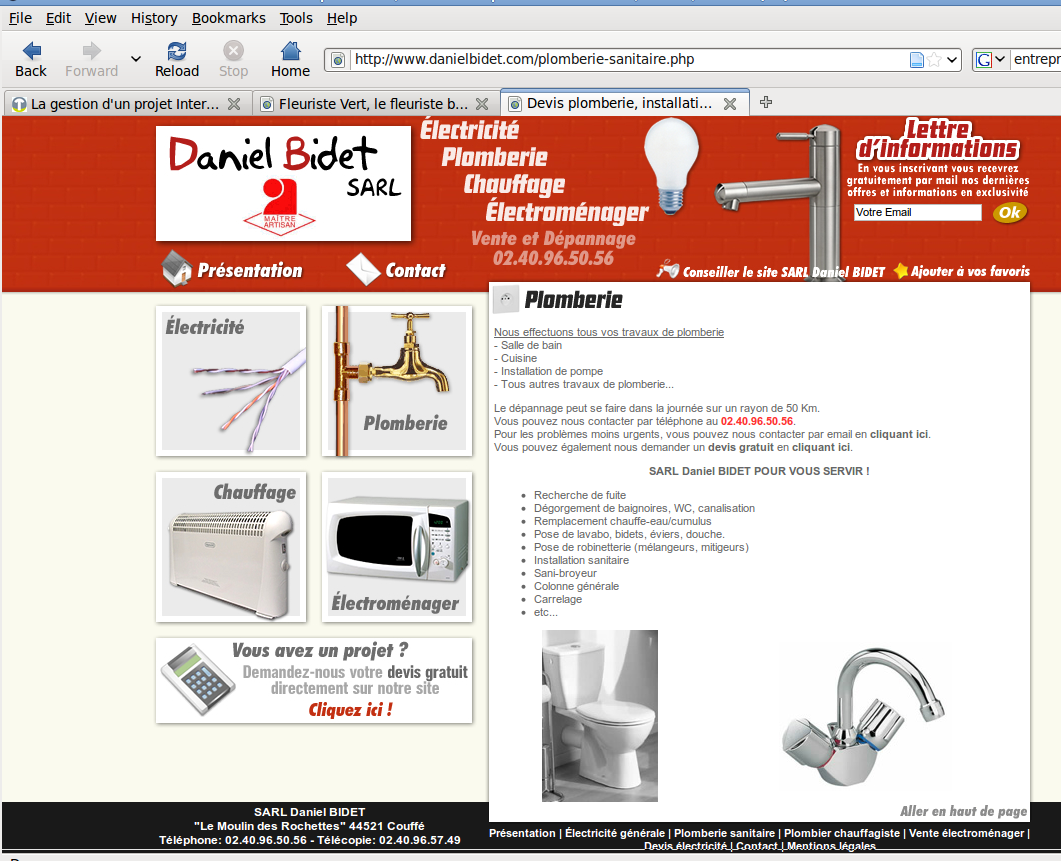 File Edit View History Bookmarks Tools Help
Back Forward Reload Stop Home http://www.danielbidet.com/plomberie-sanitaire.php G entrepr
La gestion d'un projet Inter... Fleuriste Vert, le fleuriste b... Devis plomberie, installati...
Daniel Bidet
SARL
MAITRE
ARTISAN
Électricité
Plomberie
Chauffage
Électroménager
Vente et Dépannage
02.40.96.50.56
Lettre
d'informations
En vous inscrivant vous recevrez
gratuitement par mail nos dernières
offres et informations en exclusivité
Votre Email Ok
Présentation Contact
Conseiller le site SARL Daniel BIDET Ajouter à vos favoris
Électricité
Plomberie
Chauffage
Électroménager
Vous avez un projet ?
Demandez-nous votre devis gratuit
directement sur notre site
Cliquez ici !
Plomberie
Nous effectuons tous vos travaux de plomberie
- Salle de bain
- Cuisine
- Installation de pompe
- Tous autres travaux de plomberie...
Le dépannage peut se faire dans la journée sur un rayon de 50 Km.
Vous pouvez nous contacter par téléphone au 02.40.96.50.56.
Pour les problèmes moins urgents, vous pouvez nous contacter par email en cliquant ici.
Vous pouvez également nous demander un devis gratuit en cliquant ici.
SARL Daniel BIDET POUR VOUS SERVIR !
Recherche de fuite
Dégorgement de baignoires, WC, canalisation
Remplacement chauffe-eau/cumulus
Pose de lavabo, bidets, éviers, douche.
Pose de robinetterie (mélangeurs, mitigeurs)
Installation sanitaire
Sani-broyeur
Colonne générale
Carrelage
etc...
Aller en haut de page
SARL Daniel BIDET
"Le Moulin des Rochettes" 44521 Couffé
Téléphone: 02.40.96.50.56 - Télécopie: 02.40.96.57.49
Présentation | Électricité générale | Plomberie sanitaire | Plombier chauffagiste | Vente électroménager |
Devis électricité | Contact | Mentions légales